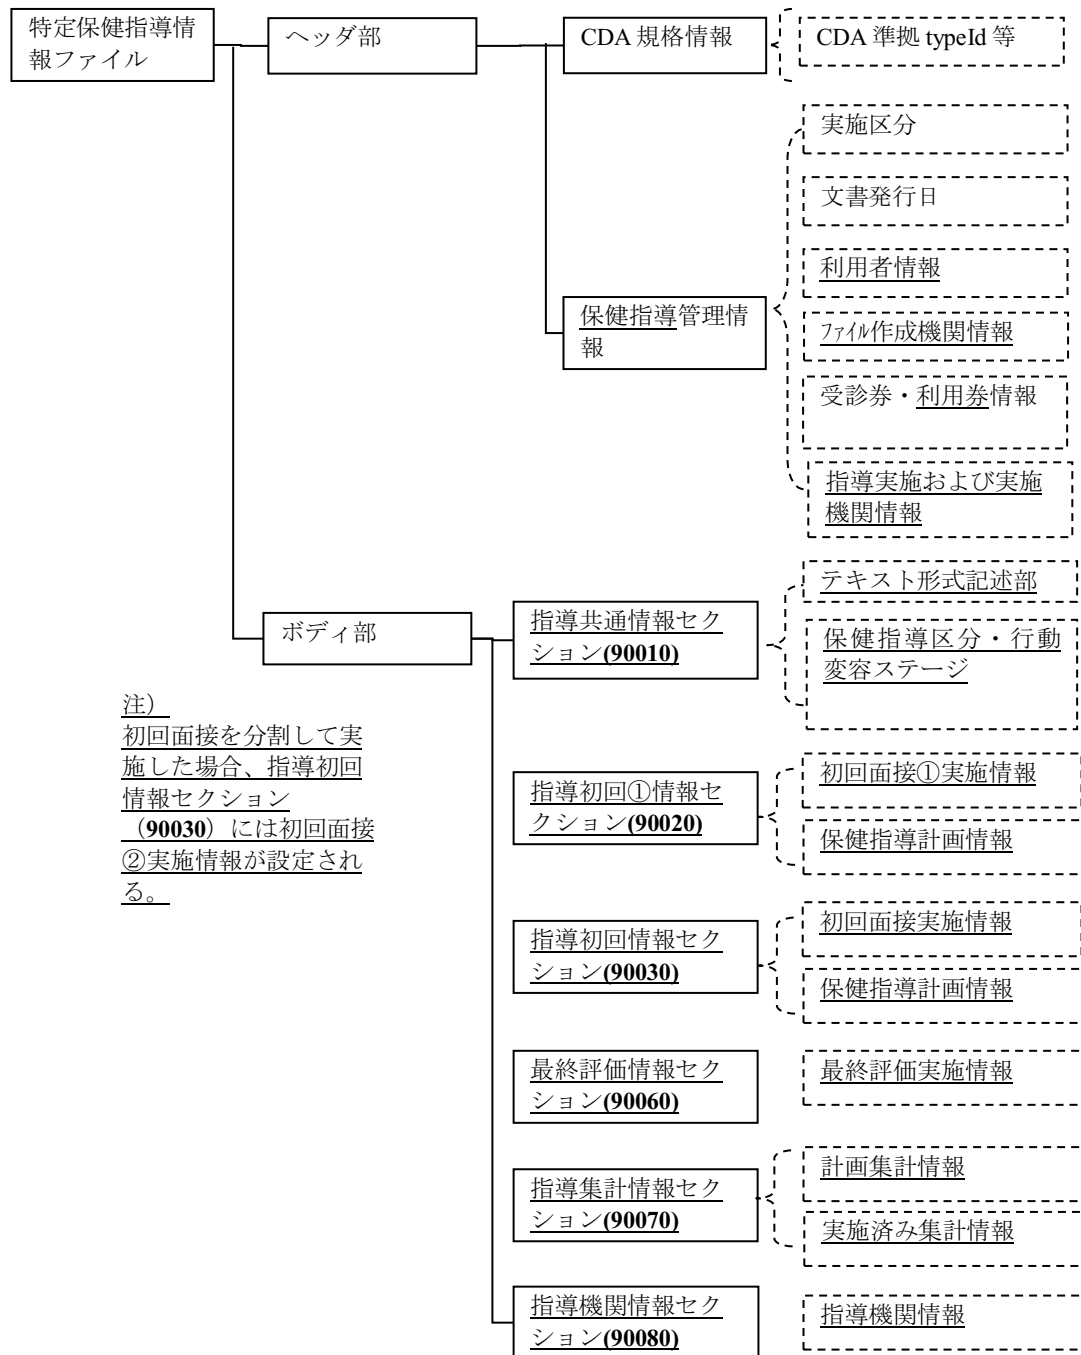 特定保健指導情
報ファイル
ヘッダ部
CDA 規格情報
CDA 準拠 typeId 等
実施区分
文書発行日
利用者情報
保健指導管理情
報
ﾌｧｲﾙ作成機関情報
受診券・利用券情報
指導実施および実施
機関情報
ボディ部
指導共通情報セク
ション(90010)
テキスト形式記述部
保健指導区分・行動
変容ステージ
注）
初回面接を分割して実
施した場合、指導初回
情報セクション
（90030）には初回面接
②実施情報が設定され
る。
指導初回①情報セ
クション(90020)
初回面接①実施情報
保健指導計画情報
指導初回情報セク
ション(90030)
初回面接実施情報
保健指導計画情報
最終評価情報セク
ション(90060)
最終評価実施情報
指導集計情報セク
ション(90070)
計画集計情報
実施済み集計情報
指導機関情報セク
ション(90080)
指導機関情報